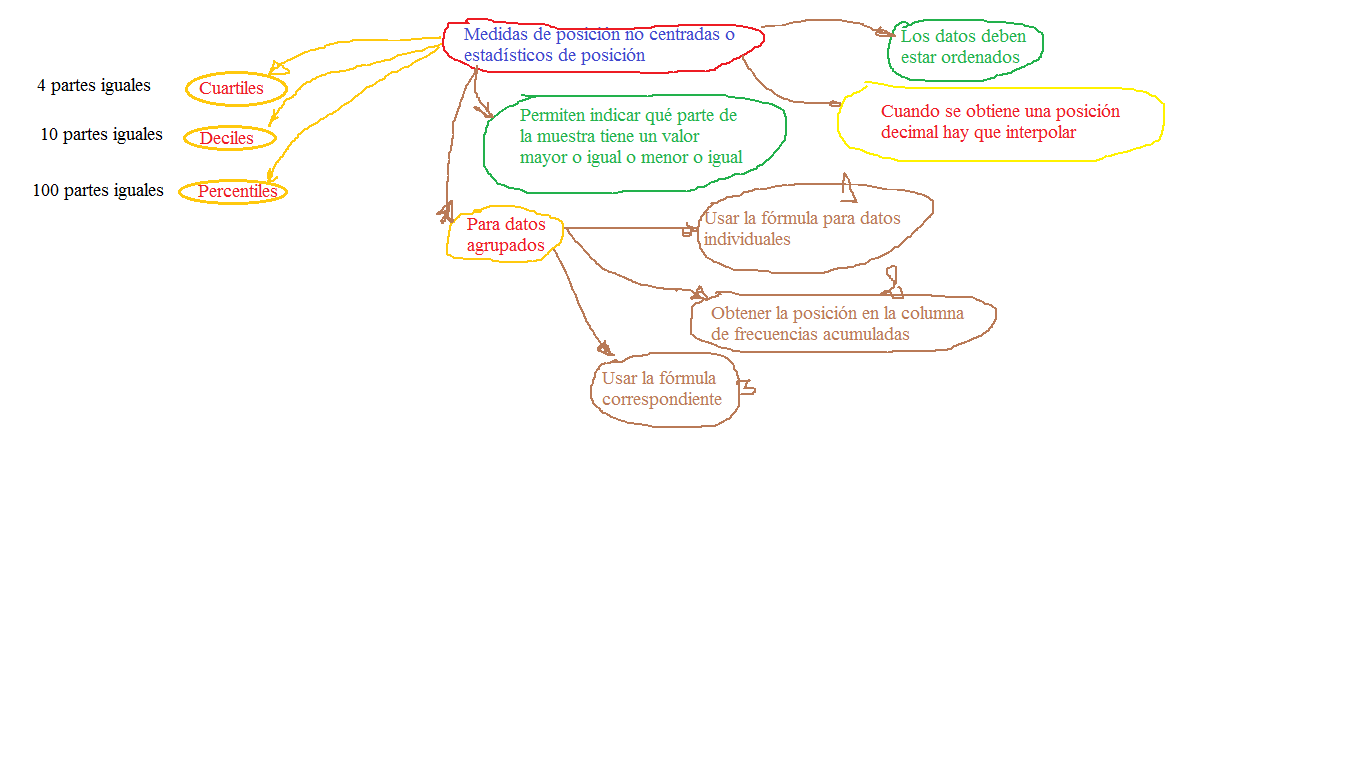 Medidas de posición no centradas o
estadísticos de posición
Los datos deben
estar ordenados
4 partes iguales
Cuartiles
10 partes iguales
Deciles
100 partes iguales
Percentiles
Permiten indicar qué parte de
la muestra tiene un valor
mayor o igual o menor o igual
Cuando se obtiene una posición
decimal hay que interpolar
Para datos
agrupados
1
Usar la fórmula para datos
individuales
2
Obtener la posición en la columna
de frecuencias acumuladas
3
Usar la fórmula
correspondiente